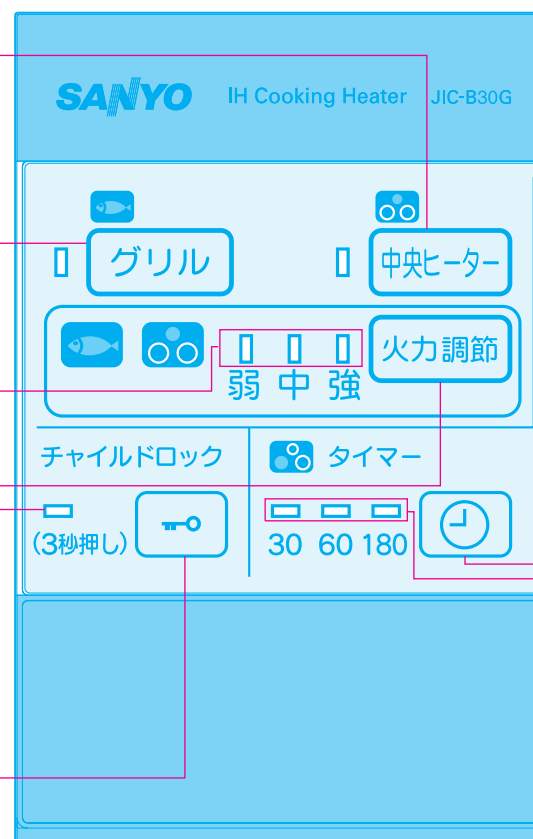 SANYO IH Cooking Heater JIC-B30G
グリル 中央ヒーター
火力調節
弱 中 強
チャイルドロック タイマー
(3秒押し) 30 60 180